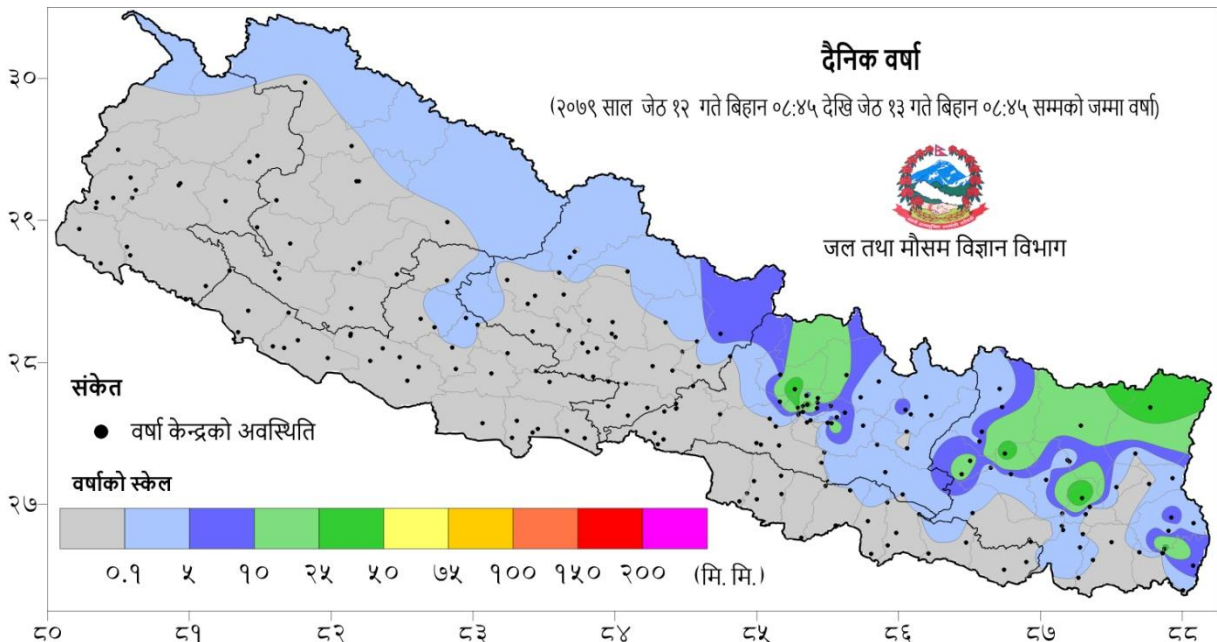 दैनिक वर्षा
(२०७९ साल जेठ १२ गते बिहान ०८:४५ देखि जेठ १३ गते बिहान ०८:४५ सम्मको जम्मा वर्षा)
जल तथा मौसम विज्ञान विभाग
३०
२९
२८
२७
संकेत
वर्षा केन्द्रको अवस्थिति
वर्षाको स्केल
०.१ ५ १० २५ ५० ७५ १०० १५० २०० (मि.मि.)
८० ८१ ८२ ८३ ८४ ८५ ८६ ८७ ८८